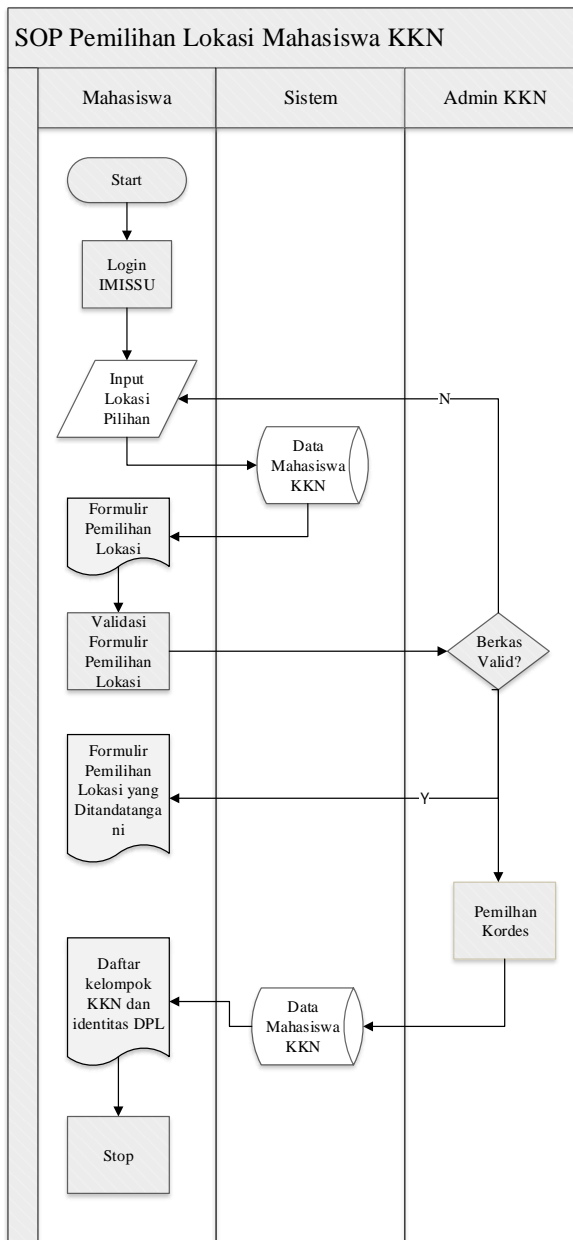 SOP Pemilihan Lokasi Mahasiswa KKN
Mahasiswa
Sistem
Admin KKN
Start
Login
IMISSU
Input
Lokasi
Pilihan
N
Data
Mahasiswa
KKN
Formulir
Pemilihan
Lokasi
Validasi
Formulir
Pemilihan
Lokasi
Berkas
Valid?
Formulir
Pemilihan
Lokasi yang
Ditandatanga
ni
Y
Pemilhan
Kordes
Daftar
kelompok
KKN dan
identitas DPL
Data
Mahasiswa
KKN
Stop